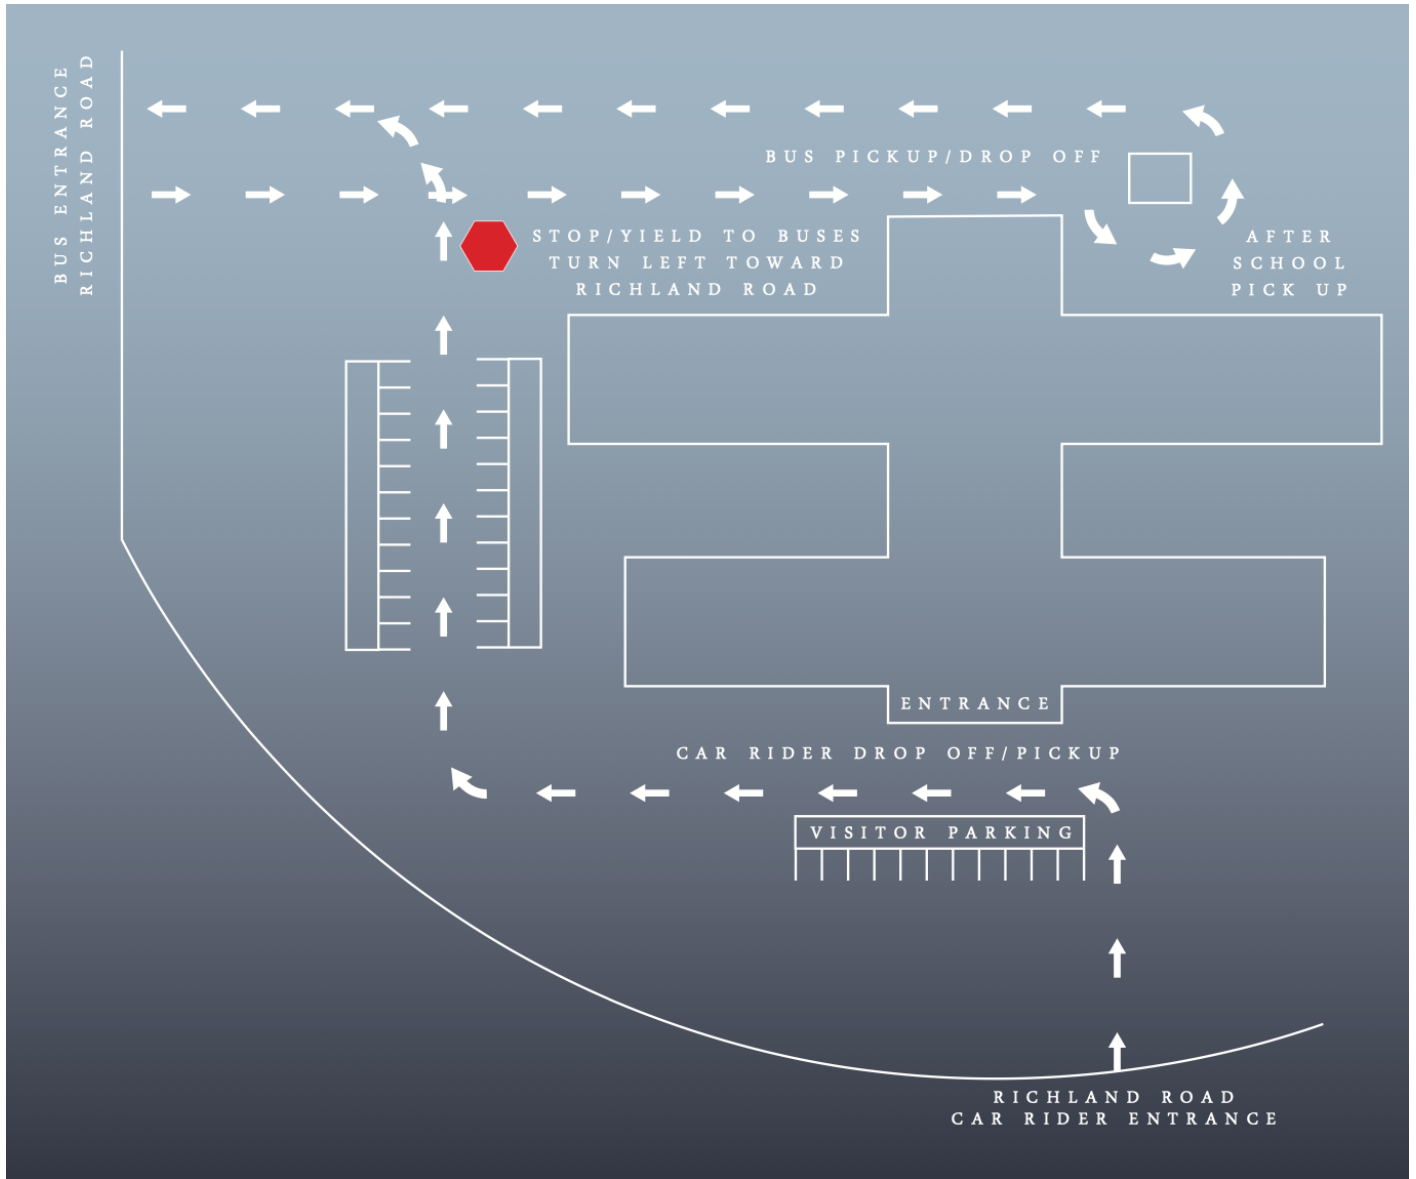 BUS ENTRANCE
RICHLAND ROAD
BUS PICKUP/DROP OFF
STOP/YIELD TO BUSES
TURN LEFT TOWARD
RICHLAND ROAD
AFTER
SCHOOL
PICK UP
ENTRANCE
CAR RIDER DROP OFF/PICKUP
VISITOR PARKING
RICHLAND ROAD
CAR RIDER ENTRANCE